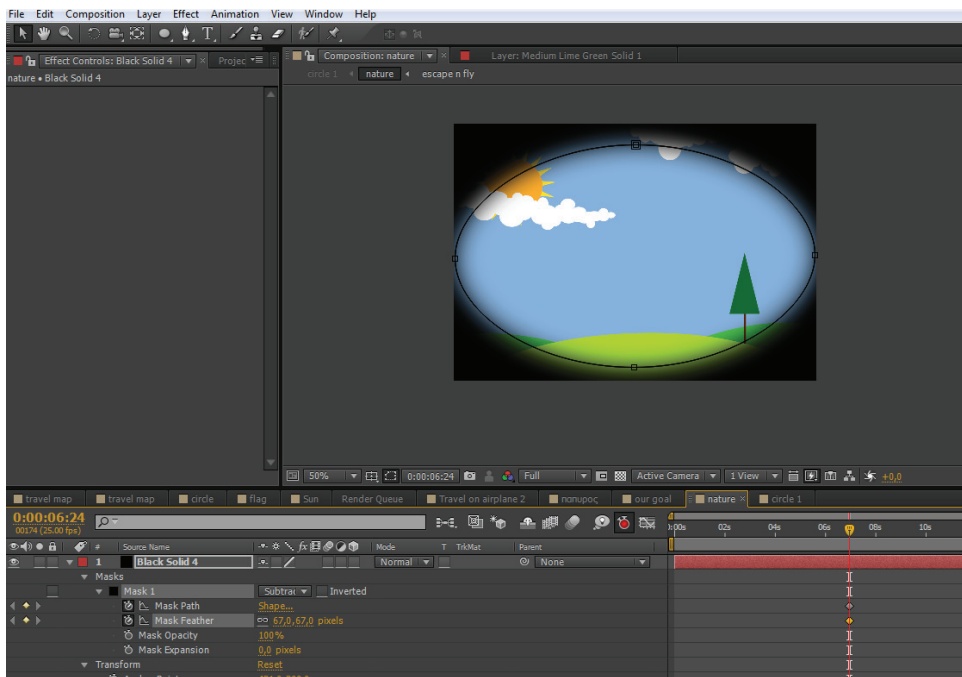 File Edit Composition Layer Effect Animation View Window Help
Effect Controls: Black Solid 4
Projec
Composition: nature
Layer: Medium Lime Green Solid 1
nature • Black Solid 4
circle 1
nature
escape n fly
50%
0:00:06:24
Full
Active Camera
1 View
+0,0
travel map
travel map
circle
flag
Sun
Render Queue
Travel on airplane 2
παπυρος
our goal
nature
circle 1
0:00:06:24
00174 (25.00 fps)
02s
04s
06s
08s
10s
# Source Name
Mode
T TrkMat
Parent
1 Black Solid 4
Normal
None
Masks
Mask 1
Subtrac
Inverted
Mask Path
Shape...
Mask Feather
67,0,67,0 pixels
Mask Opacity
100%
Mask Expansion
0,0 pixels
Transform
Reset